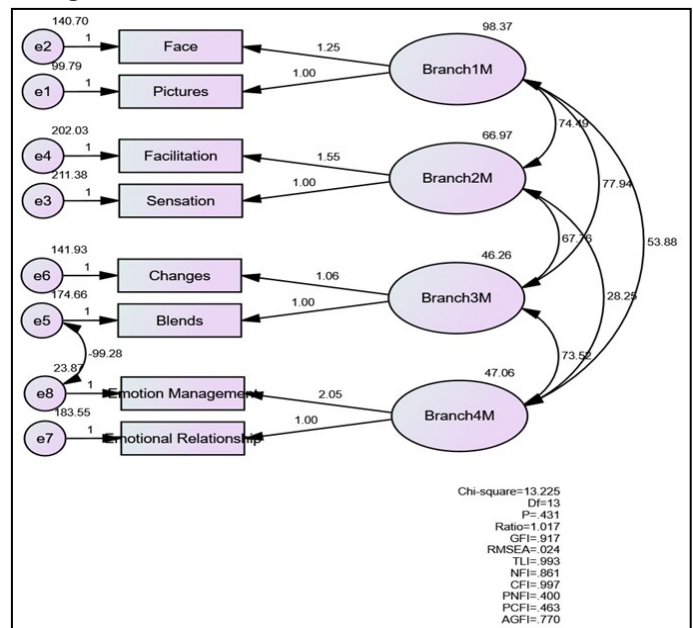 140.70
e2
1
Face
1.25
98.37
Branch1M
99.79
e1
1
Pictures
1.00
74.49
202.03
e4
1
Facilitation
1.55
66.97
Branch2M
77.94
211.38
e3
1
Sensation
1.00
67.76
53.88
141.93
e6
1
Changes
1.06
46.26
Branch3M
28.25
174.66
e5
1
Blends
1.00
-99.28
73.52
23.87
e8
1
Emotion Management
2.05
47.06
Branch4M
183.55
e7
1
Emotional Relationship
1.00
Chi-square=13.225
Df=13
P=.431
Ratio=1.017
GFI=.917
RMSEA=.024
TLI=.993
NFI=.861
CFI=.997
PNFI=.400
PCFI=.463
AGFI=.770